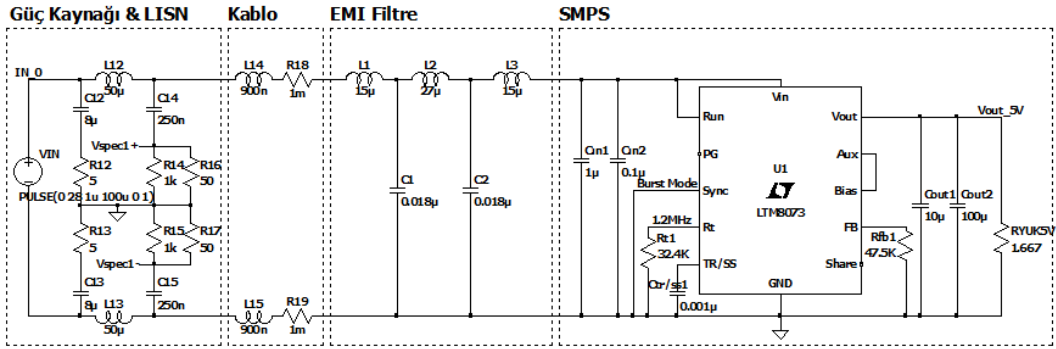 Güç Kaynağı & LISN
Kablo
EMI Filtre
SMPS
IN_0
L12
50µ
C12
8µ
C14
250n
Vspec1+
VIN
R12
5
R14
1k
R16
50
PULSE(0 28 1u 100u 0 1)
R13
5
R15
1k
R17
50
Vspec1-
C13
8µ
L13
50µ
C15
250n
L14
900n
R18
1m
L15
900n
R19
1m
L1
15µ
L2
27µ
L3
15µ
C1
0.018µ
C2
0.018µ
Cin1
1µ
Cin2
0.1µ
Burst Mode
1.2MHz
Rt1
32.4K
Ctr/ss1
0.001µ
Vin
Run
Vout
PG
Aux
U1
Sync
Bias
LTM8073
Rt
FB
TR/SS
Share
GND
Vout_5V
Cout1
10µ
Cout2
100µ
Rfb1
47.5K
RYUK5V
1.667